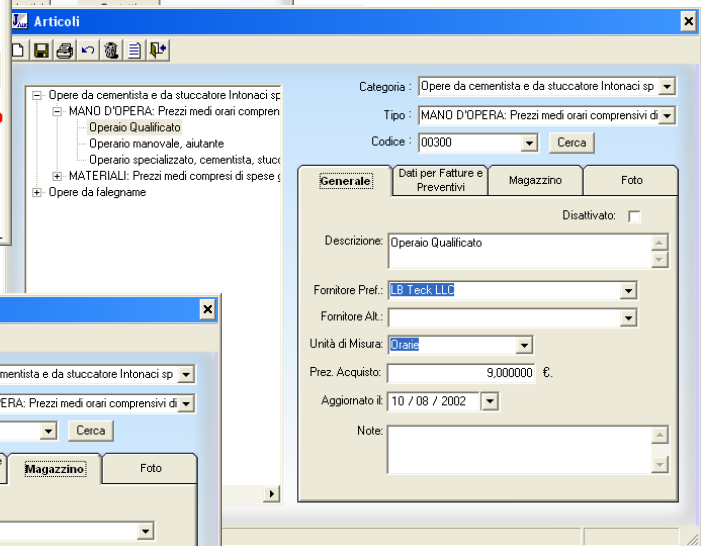 Articoli
Opere da cementista e da stuccatore Intonaci sp
MANO D'OPERA: Prezzi medi orari compren
Operaio Qualificato
Operaio manovale, aiutante
Operario specializzato, cementista, stucc
MATERIALI: Prezzi medi compresi di spese g
Opere da falegname
Categoria : Opere da cementista e da stuccatore Intonaci sp
Tipo : MANO D'OPERA: Prezzi medi orari comprensivi di
Codice : 00300 Cerca
Generale Dati per Fatture e Preventivi Magazzino Foto
Disattivato:
Descrizione: Operaio Qualificato
Fornitore Pref.: LB Teck LLC
Fornitore Alt.:
Unità di Misura: Orarie
Prez. Acquisto: 9,000000 €.
Aggiornato il: 10 / 08 / 2002
Note:
mentista e da stuccatore Intonaci sp
ERA: Prezzi medi orari comprensivi di
Cerca
Magazzino Foto